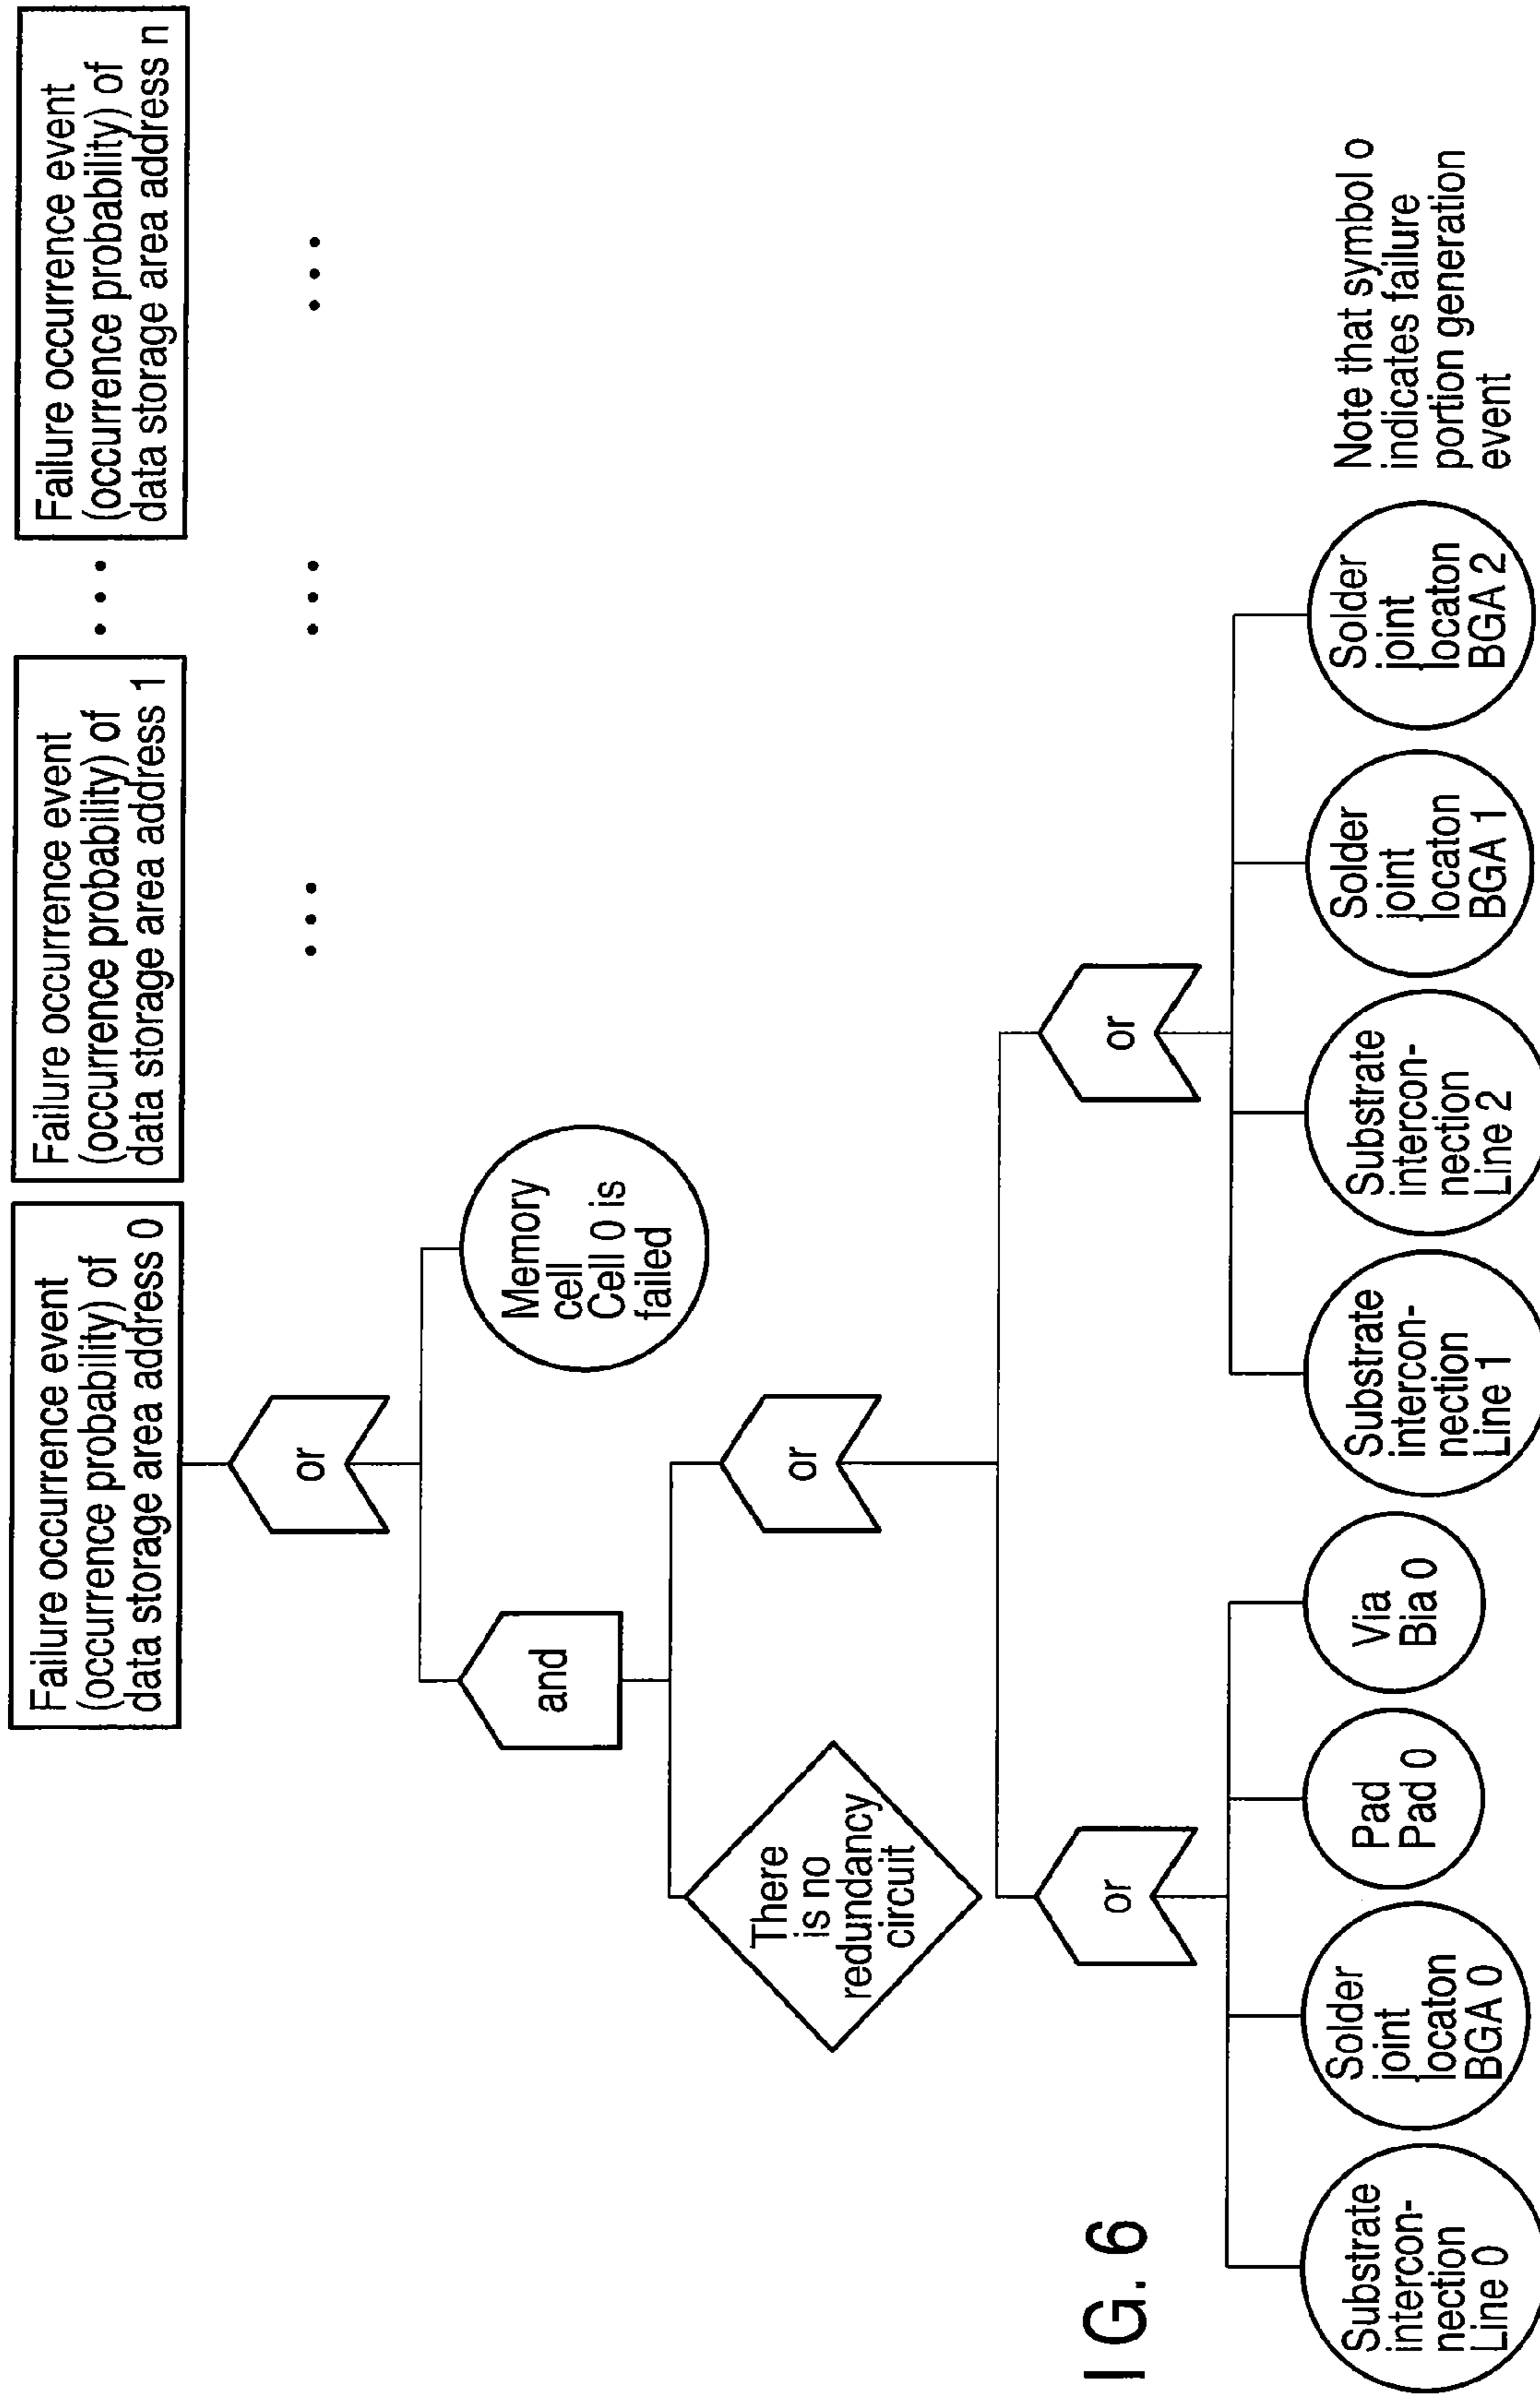 Failure occurrence event
(occurrence probability) of
data storage area address 0
Failure occurrence event
(occurrence probability) of
data storage area address 1
. . .
Failure occurrence event
(occurrence probability) of
data storage area address n
or
. . .
. . .
. . .
and
Memory
cell
Cell 0 is
failed
There
is no
redundancy
circuit
or
I G. 6
or
or
Substrate
intercon-
nection
Line 0
Solder
joint
locaton
BGA 0
Pad
Pad 0
Via
Bia 0
Substrate
intercon-
nection
Line 1
Substrate
intercon-
nection
Line 2
Solder
joint
locaton
BGA 1
Solder
joint
locaton
BGA 2
Note that symbol o
indicates failure
portion generation
event